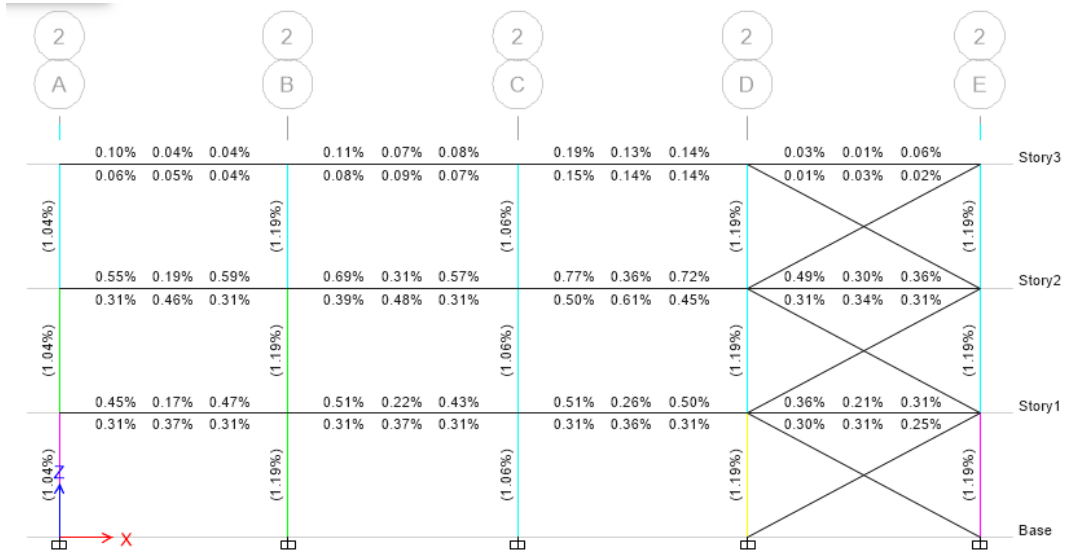 2 2 2 2 2
A B C D E
0.10% 0.04% 0.04% 0.11% 0.07% 0.08% 0.19% 0.13% 0.14% 0.03% 0.01% 0.06%
Story3
0.06% 0.05% 0.04% 0.08% 0.09% 0.07% 0.15% 0.14% 0.14% 0.01% 0.03% 0.02%
(1.04%) (1.19%) (1.06%) (1.19%) (1.19%)
0.55% 0.19% 0.59% 0.69% 0.31% 0.57% 0.77% 0.36% 0.72% 0.49% 0.30% 0.36%
Story2
0.31% 0.46% 0.31% 0.39% 0.48% 0.31% 0.50% 0.61% 0.45% 0.31% 0.34% 0.31%
(1.04%) (1.19%) (1.06%) (1.19%) (1.19%)
0.45% 0.17% 0.47% 0.51% 0.22% 0.43% 0.51% 0.26% 0.50% 0.36% 0.21% 0.31%
Story1
0.31% 0.37% 0.31% 0.31% 0.37% 0.31% 0.31% 0.36% 0.31% 0.30% 0.31% 0.25%
(1.04%) (1.19%) (1.06%) (1.19%) (1.19%)
Z
X
Base